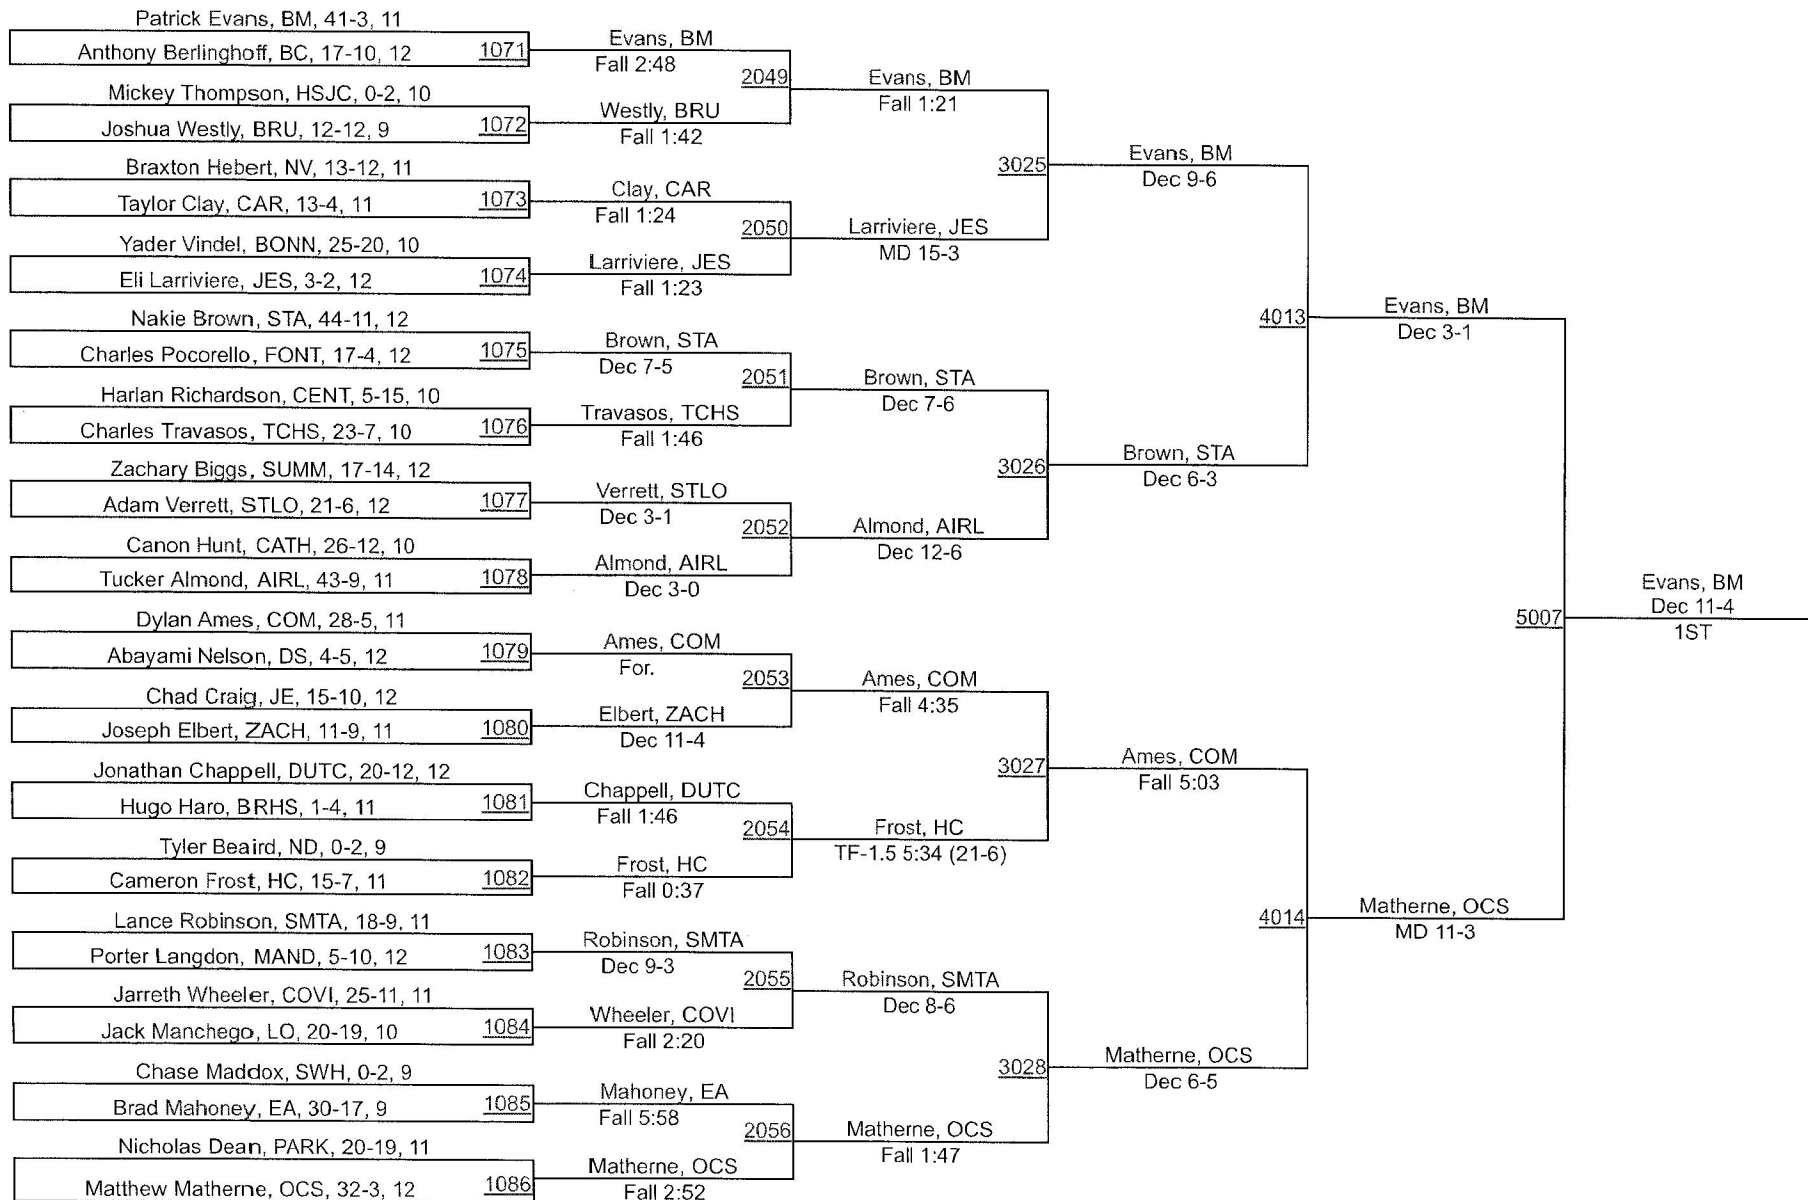 Patrick Evans, BM, 41-3, 11
Anthony Berlinghoff, BC, 17-10, 12
1071
Mickey Thompson, HSJC, 0-2, 10
Joshua Westly, BRU, 12-12, 9
1072
Braxton Hebert, NV, 13-12, 11
Taylor Clay, CAR, 13-4, 11
1073
Yader Vindel, BONN, 25-20, 10
Eli Larriviere, JES, 3-2, 12
1074
Nakie Brown, STA, 44-11, 12
Charles Pocorello, FONT, 17-4, 12
1075
Harlan Richardson, CENT, 5-15, 10
Charles Travasos, TCHS, 23-7, 10
1076
Zachary Biggs, SUMM, 17-14, 12
Adam Verrett, STLO, 21-6, 12
1077
Canon Hunt, CATH, 26-12, 10
Tucker Almond, AIRL, 43-9, 11
1078
Dylan Ames, COM, 28-5, 11
Abayami Nelson, DS, 4-5, 12
1079
Chad Craig, JE, 15-10, 12
Joseph Elbert, ZACH, 11-9, 11
1080
Jonathan Chappell, DUTC, 20-12, 12
Hugo Haro, BRHS, 1-4, 11
1081
Tyler Beaird, ND, 0-2, 9
Cameron Frost, HC, 15-7, 11
1082
Lance Robinson, SMTA, 18-9, 11
Porter Langdon, MAND, 5-10, 12
1083
Jarreth Wheeler, COVI, 25-11, 11
Jack Manchego, LO, 20-19, 10
1084
Chase Maddox, SWH, 0-2, 9
Brad Mahoney, EA, 30-17, 9
1085
Nicholas Dean, PARK, 20-19, 11
Matthew Matherne, OCS, 32-3, 12
1086
Evans, BM
Fall 2:48
2049
Westly, BRU
Fall 1:42
Clay, CAR
Fall 1:24
2050
Larriviere, JES
Fall 1:23
Brown, STA
Dec 7-5
2051
Travasos, TCHS
Fall 1:46
Verrett, STLO
Dec 3-1
2052
Almond, AIRL
Dec 3-0
Ames, COM
For.
2053
Elbert, ZACH
Dec 11-4
Chappell, DUTC
Fall 1:46
2054
Frost, HC
Fall 0:37
Robinson, SMTA
Dec 9-3
2055
Wheeler, COVI
Fall 2:20
Mahoney, EA
Fall 5:58
2056
Matherne, OCS
Fall 2:52
Evans, BM
Fall 1:21
3025
Larriviere, JES
MD 15-3
Brown, STA
Dec 7-6
3026
Almond, AIRL
Dec 12-6
Ames, COM
Fall 4:35
3027
Frost, HC
TF-1.5 5:34 (21-6)
Robinson, SMTA
Dec 8-6
3028
Matherne, OCS
Fall 1:47
Evans, BM
Dec 9-6
4013
Brown, STA
Dec 6-3
Ames, COM
Fall 5:03
4014
Matherne, OCS
Dec 6-5
Evans, BM
Dec 3-1
5007
Matherne, OCS
MD 11-3
Evans, BM
Dec 11-4
1ST